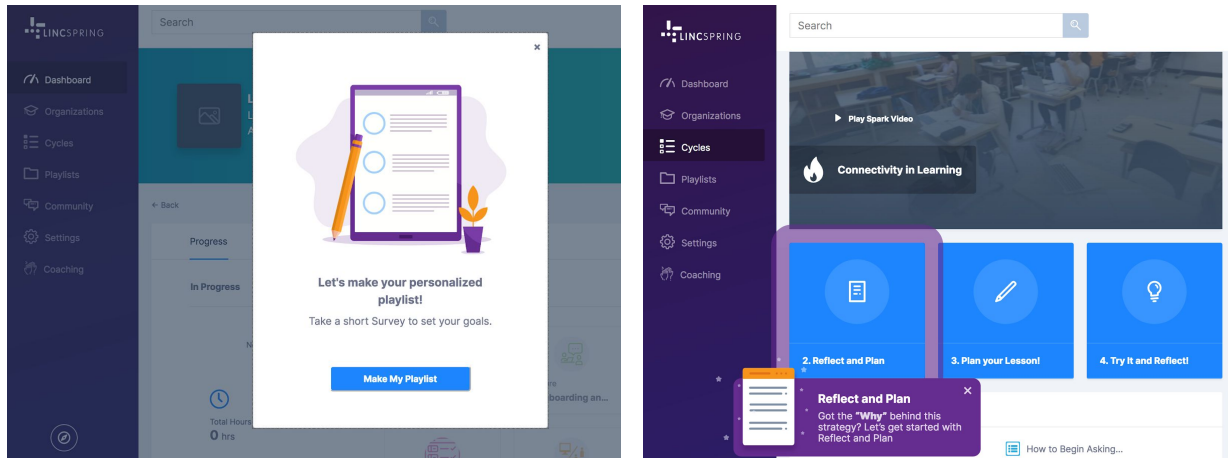 LINCSPRING
Search
Dashboard
Organizations
Cycles
Playlists
Community
Settings
Coaching
← Back
Progress
In Progress
Total Hours
0 hrs
boarding an...
×
Let's make your personalized
playlist!
Take a short Survey to set your goals.
Make My Playlist
LINCSPRING
Search
Dashboard
Organizations
Cycles
Playlists
Community
Settings
Coaching
Play Spark Video
Connectivity in Learning
2. Reflect and Plan
3. Plan your Lesson!
4. Try It and Reflect!
Reflect and Plan
×
Got the "Why" behind this
strategy? Let's get started with
Reflect and Plan
How to Begin Asking...